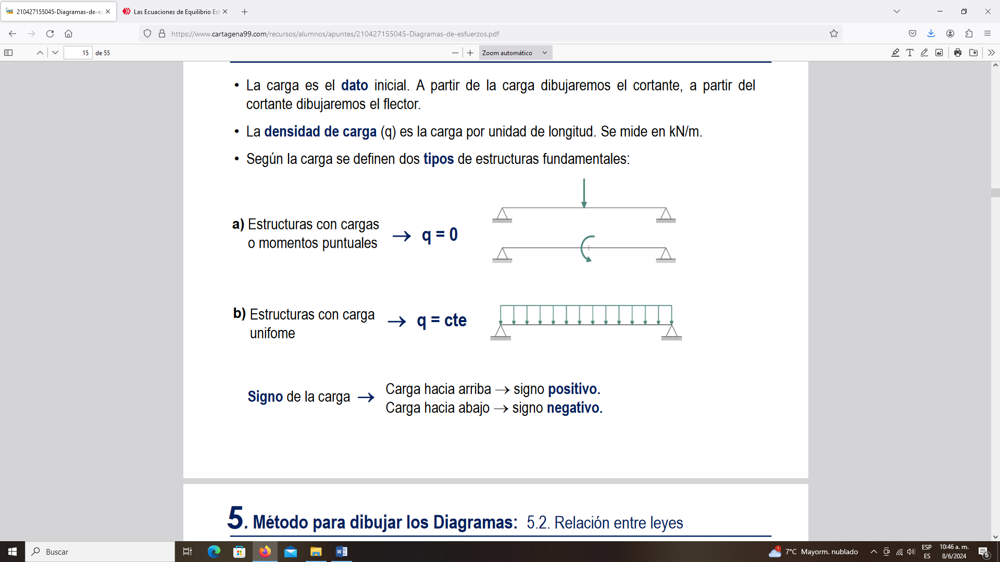 210427155045-Diagramas-de-es
Las Ecuaciones de Equilibrio Est
https://www.cartagena99.com/recursos/alumnos/apuntes/210427155045-Diagramas-de-esfuerzos.pdf
15 de 55
Zoom automático
• La carga es el dato inicial. A partir de la carga dibujaremos el cortante, a partir del
cortante dibujaremos el flector.
• La densidad de carga (q) es la carga por unidad de longitud. Se mide en kN/m.
• Según la carga se definen dos tipos de estructuras fundamentales:
a) Estructuras con cargas
o momentos puntuales
→ q = 0
b) Estructuras con carga
unifome
→ q = cte
Signo de la carga →
Carga hacia arriba → signo positivo.
Carga hacia abajo → signo negativo.
5. Método para dibujar los Diagramas: 5.2. Relación entre leyes
Buscar
1
7°C Mayorm. nublado
ESP
ES
10:46 a. m.
8/6/2024
6